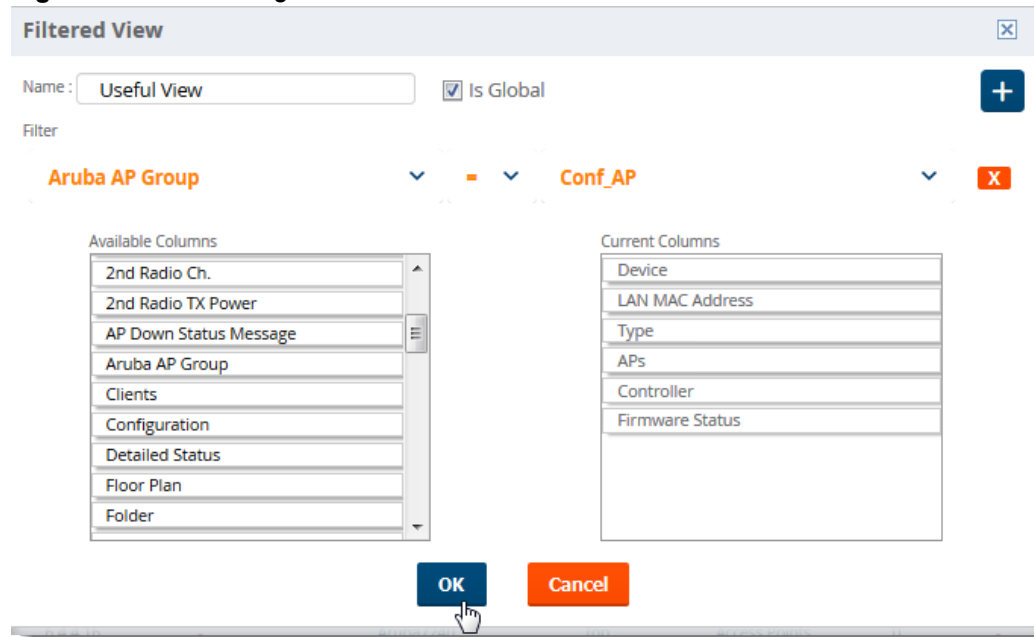 Filtered View
Name : Useful View Is Global +
Filter
Aruba AP Group = Conf_AP X
Available Columns Current Columns
2nd Radio Ch. Device
2nd Radio TX Power LAN MAC Address
AP Down Status Message Type
Aruba AP Group APs
Clients Controller
Configuration Firmware Status
Detailed Status
Floor Plan
Folder
OK Cancel